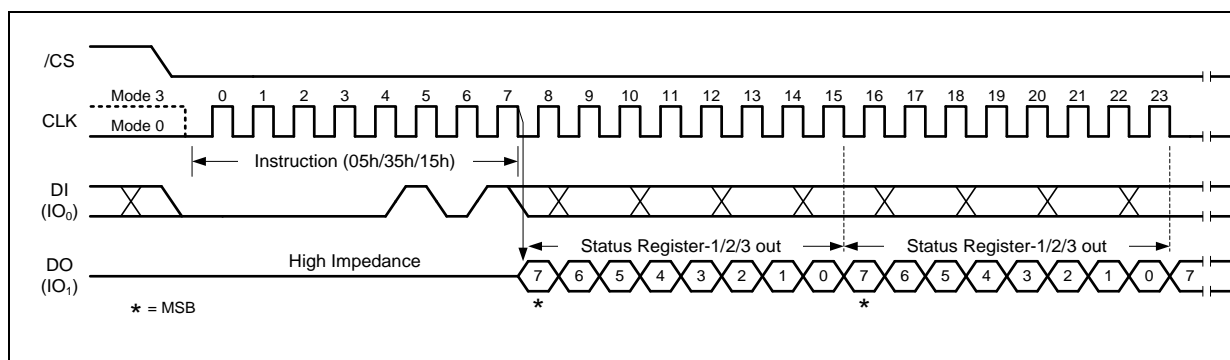 /CS
Mode 3 0 1 2 3 4 5 6 7 8 9 10 11 12 13 14 15 16 17 18 19 20 21 22 23
CLK
Mode 0
Instruction (05h/35h/15h)
DI
(IO₀)
Status Register-1/2/3 out Status Register-1/2/3 out
High Impedance
DO
(IO₁)
7 6 5 4 3 2 1 0 7 6 5 4 3 2 1 0 7
* *
* = MSB